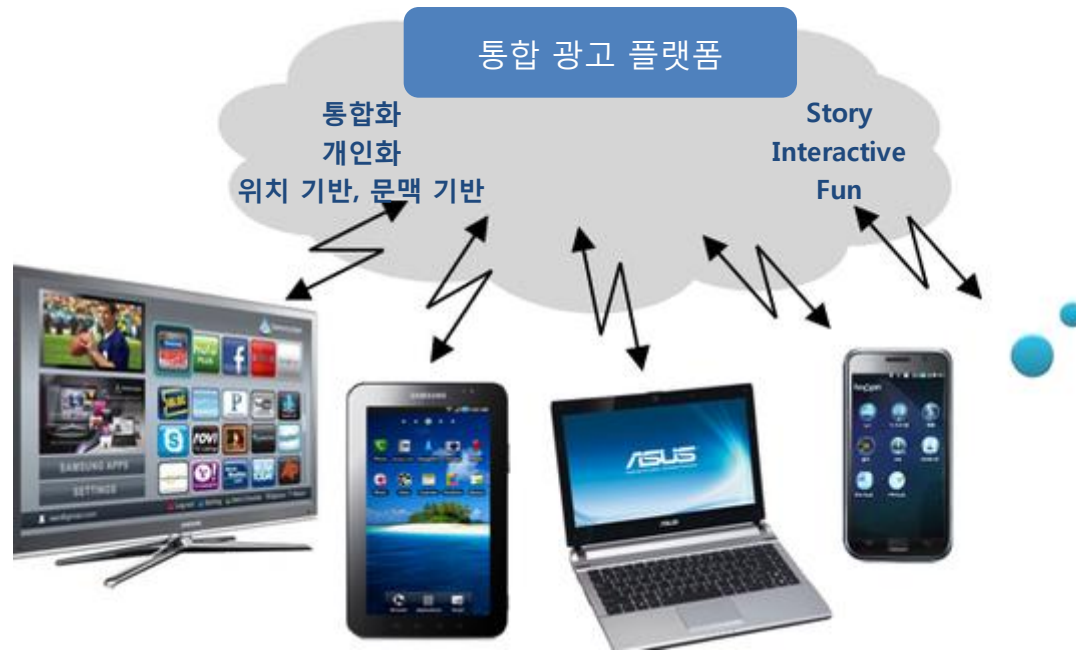 통합 광고 플랫폼
통합화
개인화
위치 기반, 문맥 기반
Story
Interactive
Fun
SAMSUNG APPS
SETTINGS
SAMSUNG
ASUS